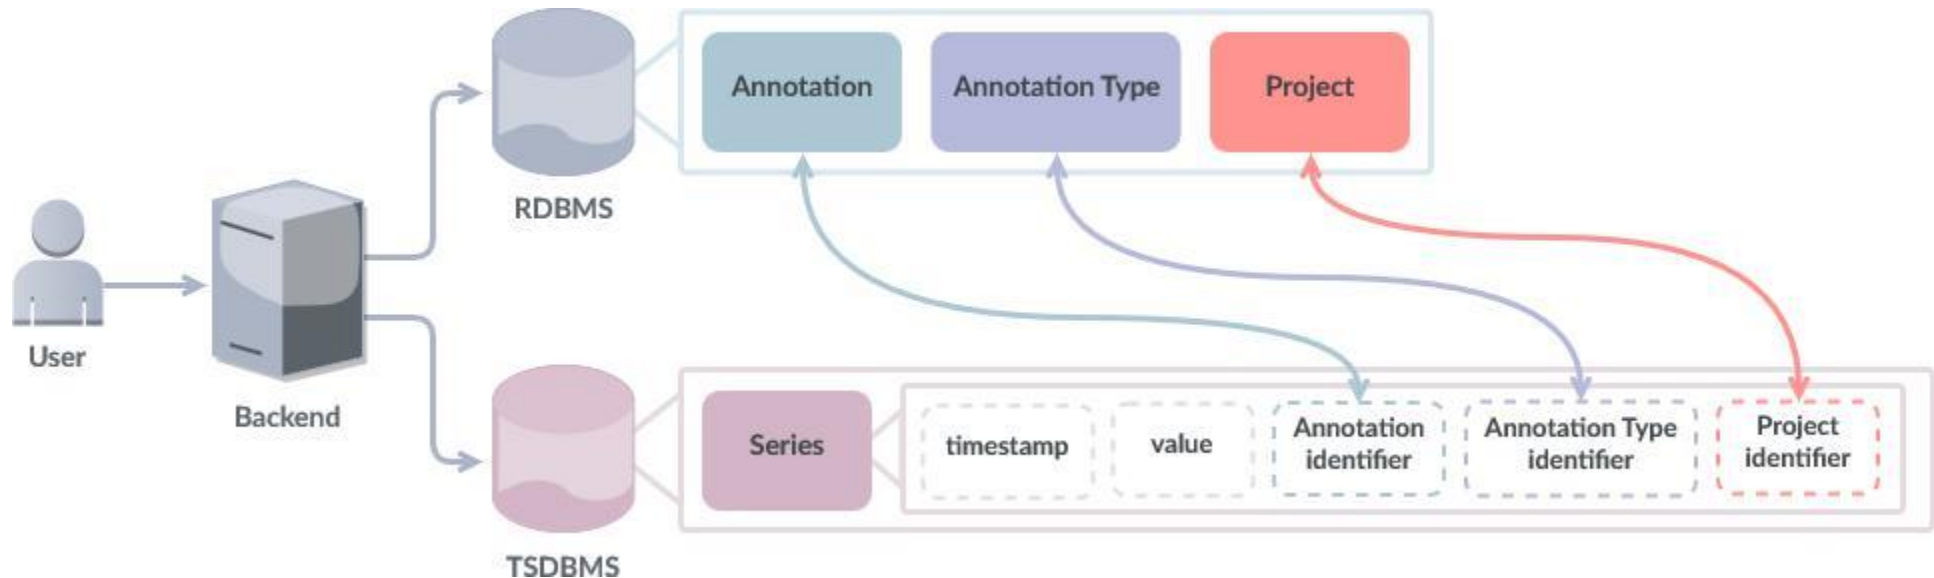 Annotation
Annotation Type
Project
RDBMS
User
Backend
Series
timestamp
value
Annotation
identifier
Annotation Type
identifier
Project
identifier
TSDBMS